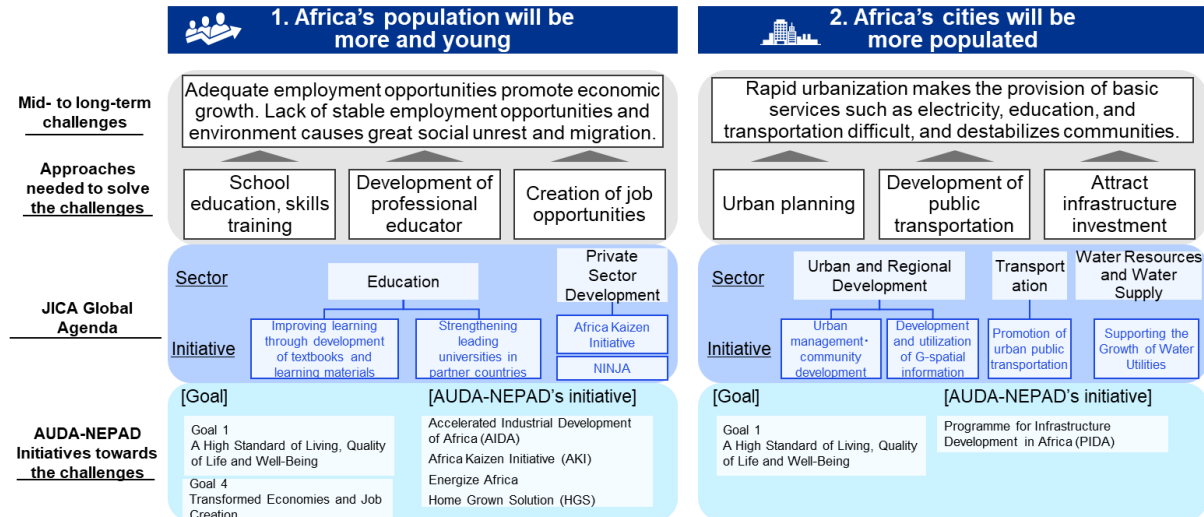 1. Africa's population will be
more and young
2. Africa's cities will be
more populated
Mid- to long-term
challenges
Adequate employment opportunities promote economic
growth. Lack of stable employment opportunities and
environment causes great social unrest and migration.
Rapid urbanization makes the provision of basic
services such as electricity, education, and
transportation difficult, and destabilizes communities.
Approaches
needed to solve
the challenges
School
education, skills
training
Development of
professional
educator
Creation of job
opportunities
Urban planning
Development of
public
transportation
Attract
infrastructure
investment
JICA Global
Agenda
Sector
Education
Private
Sector
Development
Initiative
Improving learning
through development
of textbooks and
learning materials
Strengthening
leading
universities in
partner countries
Africa Kaizen
Initiative
NINJA
Sector
Urban and Regional
Development
Transport
ation
Water Resources
and Water
Supply
Initiative
Urban
management・
community
development
Development
and utilization
of G-spatial
information
Promotion of
urban public
transportation
Supporting the
Growth of Water
Utilities
AUDA-NEPAD
Initiatives towards
the challenges
[Goal]
Goal 1
A High Standard of Living, Quality
of Life and Well-Being
Goal 4
Transformed Economies and Job
Creation
[AUDA-NEPAD's initiative]
Accelerated Industrial Development
of Africa (AIDA)
Africa Kaizen Initiative (AKI)
Energize Africa
Home Grown Solution (HGS)
[Goal]
Goal 1
A High Standard of Living, Quality
of Life and Well-Being
[AUDA-NEPAD's initiative]
Programme for Infrastructure
Development in Africa (PIDA)